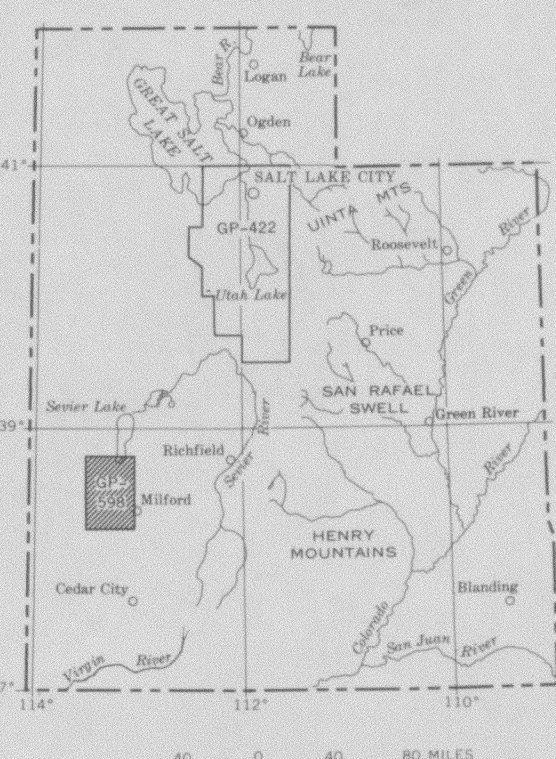 Bear R.
Logan
Bear
Lake
GREAT SALT
LAKE
Ogden
41°
SALT LAKE CITY
UINTA MTS
GP-422
River
Roosevelt
Green
Utah Lake
Price
SAN RAFAEL
SWELL
Sevier Lake
River
39°
Green River
Richfield
Sevier
River
GP-
598
Milford
HENRY
MOUNTAINS
Cedar City
Blanding
Colorado
San Juan River
Virgin River
7°
114°
112°
110°
40 0 40 80 MILES